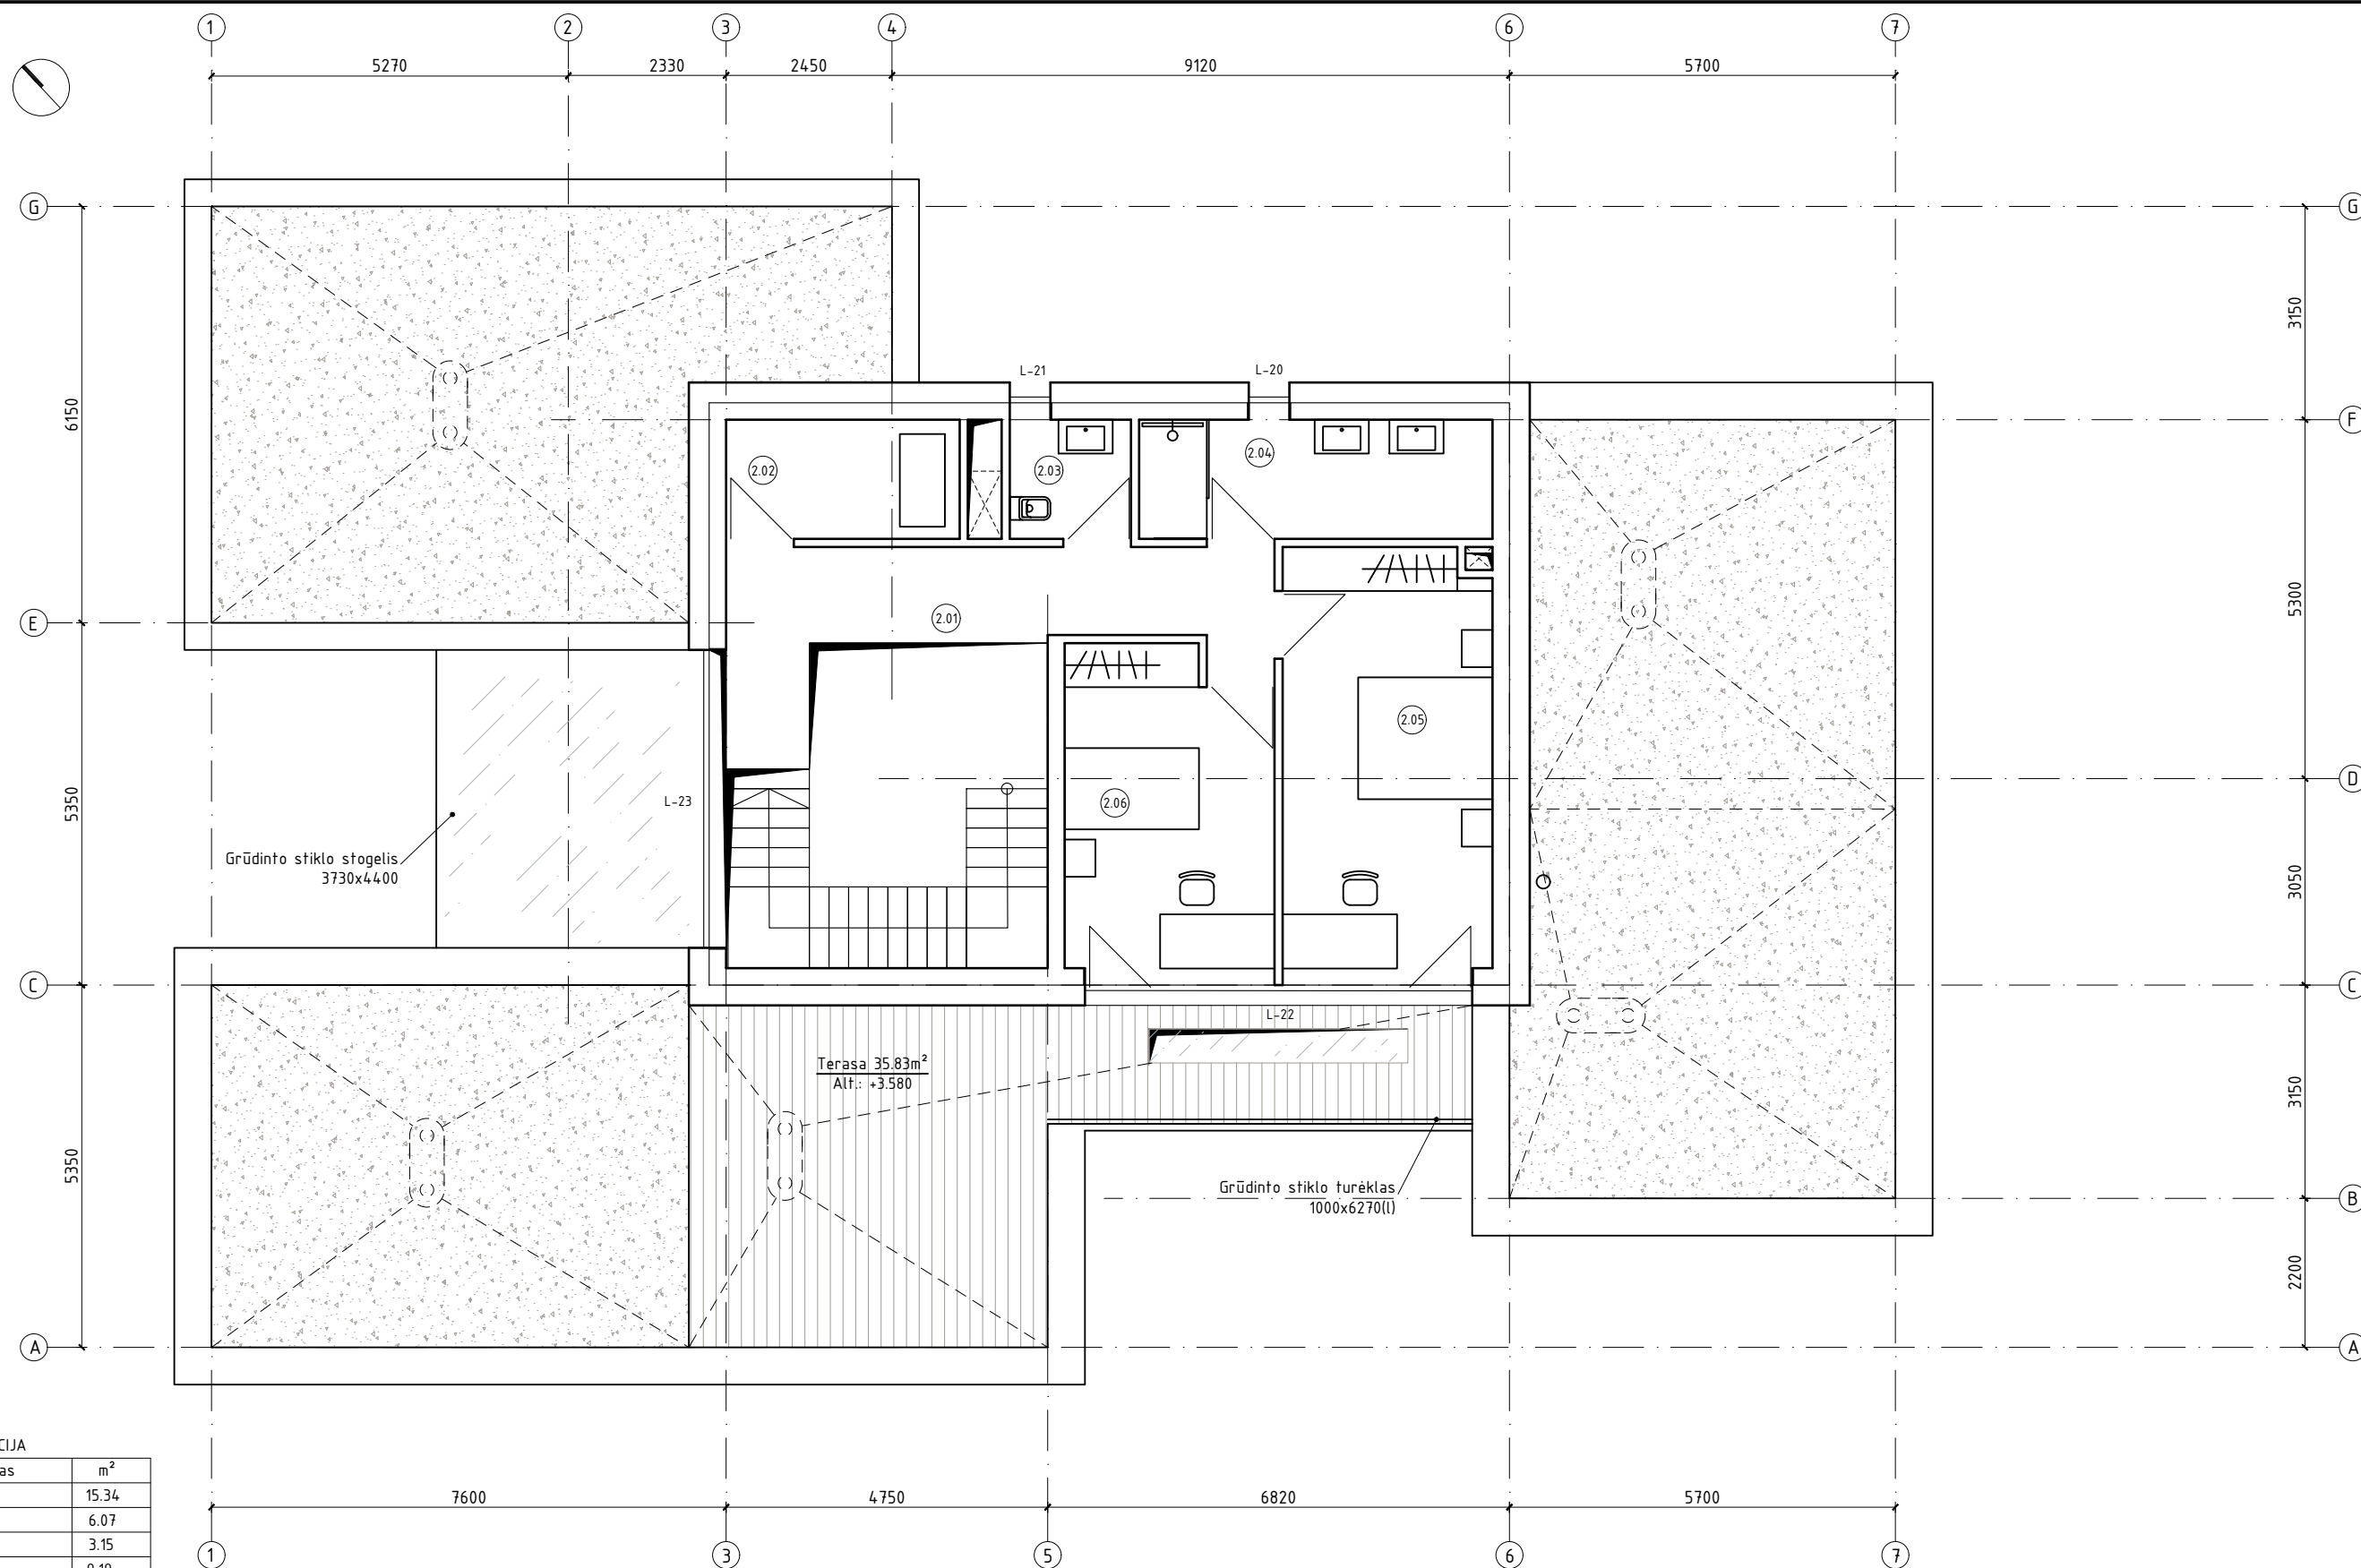 1 2 3 4 6 7
5270 2330 2450 9120 5700
G G
3150
L-21 L-20
6150 F
2.02 2.03 2.04
5300
E 2.01
2.05
D
L-23 2.06
5350
Grūdinto stiklo stogelis
3730x4400
3050
C C
L-22
Terasa 35.83m²
Alt.: +3.580
3150
5350
Grūdinto stiklo turėklas
1000x6270(l)
B
2200
A A
CIJA
as m²
15.34
6.07
3.15
7600 4750 6820 5700
1 3 5 6 7